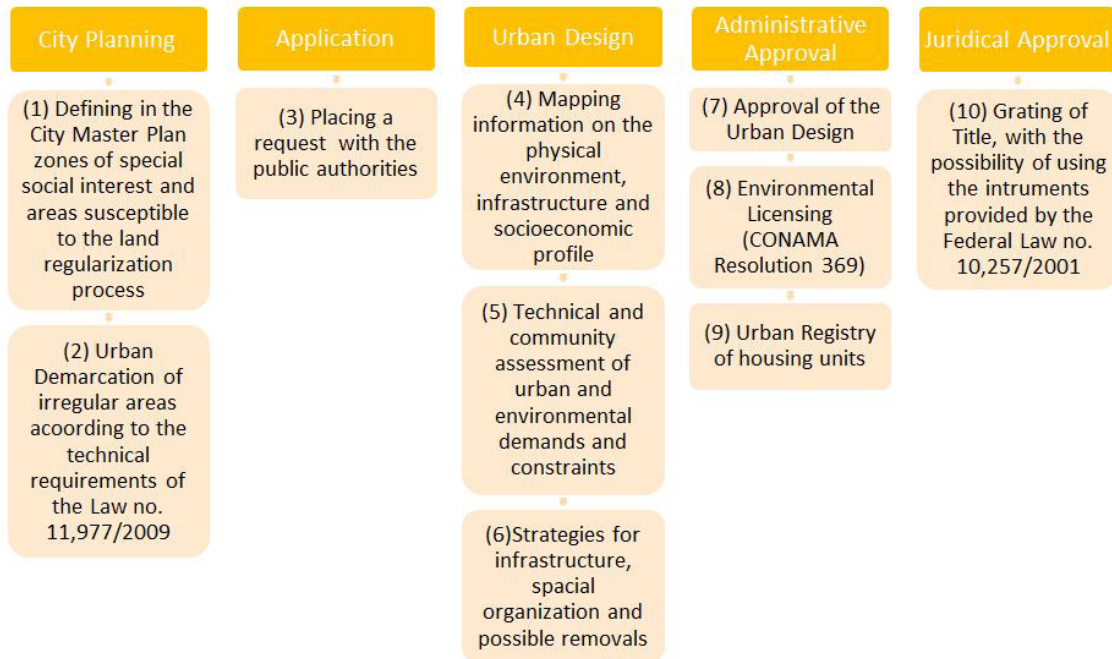 City Planning
(1) Defining in the
City Master Plan
zones of special
social interest and
areas susceptible
to the land
regularization
process
(2) Urban
Demarcation of
irregular areas
acoording to the
technical
requirements of
the Law no.
11,977/2009
Application
(3) Placing a
request with the
public authorities
Urban Design
(4) Mapping
information on the
physical
environment,
infrastructure and
socioeconomic
profile
(5) Technical and
community
assessment of
urban and
environmental
demands and
constraints
(6)Strategies for
infrastructure,
spacial
organization and
possible removals
Administrative
Approval
(7) Approval of the
Urban Design
(8) Environmental
Licensing
(CONAMA
Resolution 369)
(9) Urban Registry
of housing units
Juridical Approval
(10) Grating of
Title, with the
possibility of using
the intruments
provided by the
Federal Law no.
10,257/2001